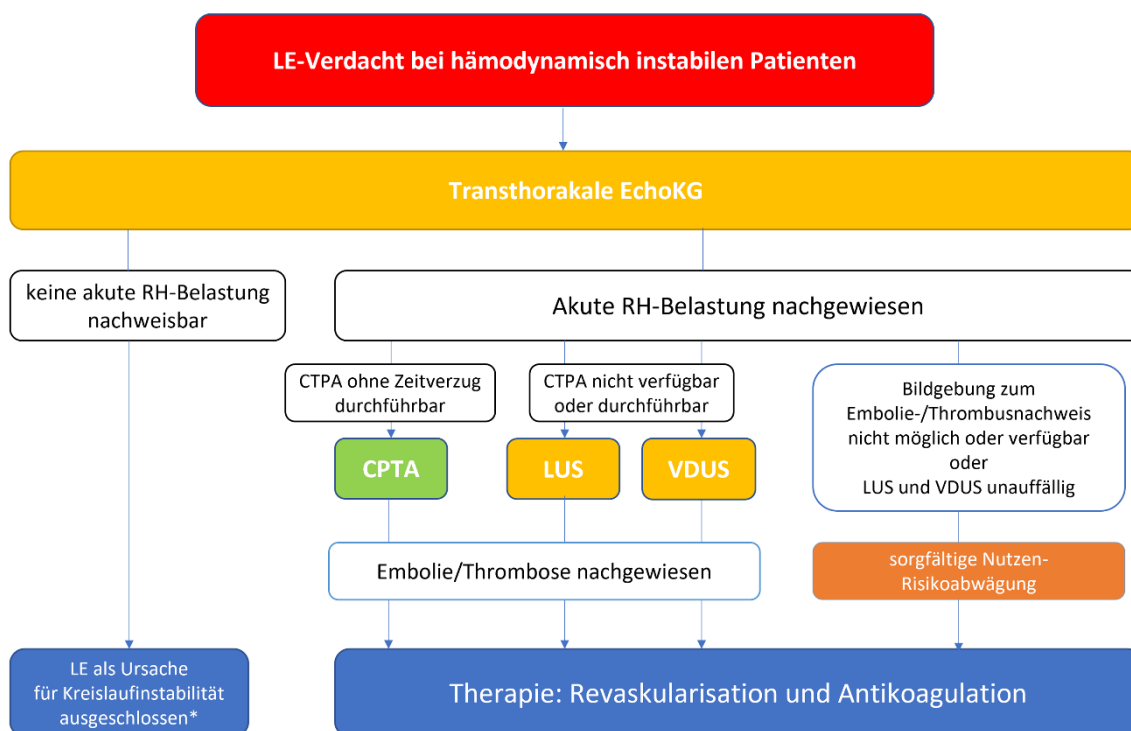 LE-Verdacht bei hämodynamisch instabilen Patienten
Transthorakale EchoKG
keine akute RH-Belastung
nachweisbar
Akute RH-Belastung nachgewiesen
CTPA ohne Zeitverzug
durchführbar
CTPA nicht verfügbar
oder durchführbar
Bildgebung zum
Embolie-/Thrombusnachweis
nicht möglich oder verfügbar
oder
LUS und VDUS unauffällig
CPTA
LUS
VDUS
Embolie/Thrombose nachgewiesen
sorgfältige Nutzen-
Risikoabwägung
LE als Ursache
für Kreislaufinstabilität
ausgeschlossen*
Therapie: Revaskularisation und Antikoagulation